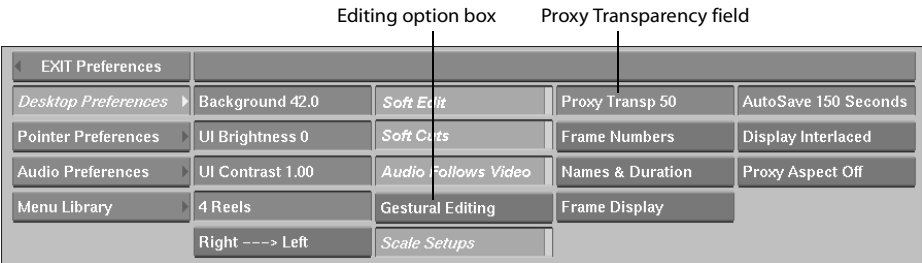 Editing option box Proxy Transparency field
EXIT Preferences
Desktop Preferences Background 42.0 Soft Edit Proxy Transp 50 AutoSave 150 Seconds
Pointer Preferences UI Brightness 0 Soft Cuts Frame Numbers Display Interlaced
Audio Preferences UI Contrast 1.00 Audio Follows Video Names & Duration Proxy Aspect Off
Menu Library 4 Reels Gestural Editing Frame Display
Right ---> Left Scale Setups